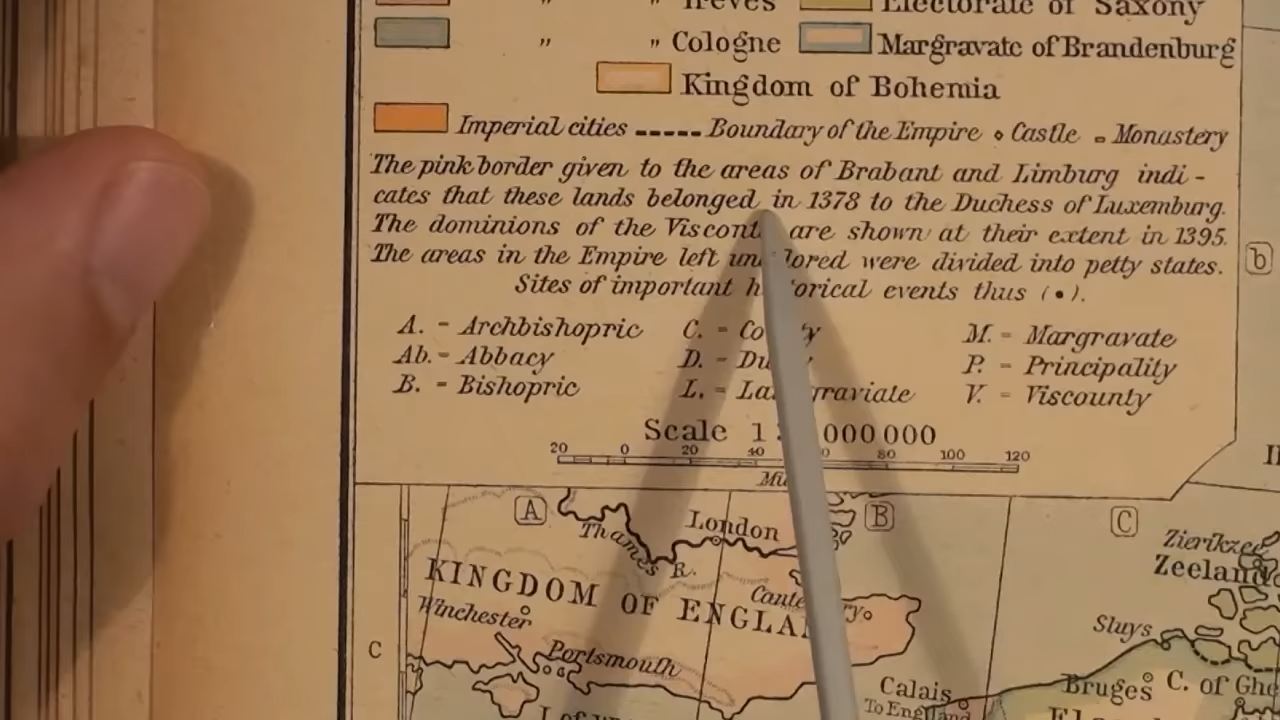 " " Treves Electorate of Saxony
" " Cologne Margravate of Brandenburg
Kingdom of Bohemia
Imperial cities Boundary of the Empire Castle Monastery
The pink border given to the areas of Brabant and Limburg indi-
cates that these lands belonged in 1378 to the Duchess of Luxemburg.
The dominions of the Visconti are shown at their extent in 1395.
The areas in the Empire left uncolored were divided into petty states.
Sites of important historical events thus (•).
A. - Archbishopric C. - County M. - Margravate
Ab. - Abbacy D. - Duchy P. - Principality
B. - Bishopric L. - Landgraviate V. - Viscounty
Scale 1: 000 000
20 0 20 40 80 100 120
b
A B C
Thames R.
London
Zierikzee
Zeeland
KINGDOM OF ENGLAND
Winchester
Canterbury
C
Portsmouth
Sluys
Calais
To England
Bruges
C. of